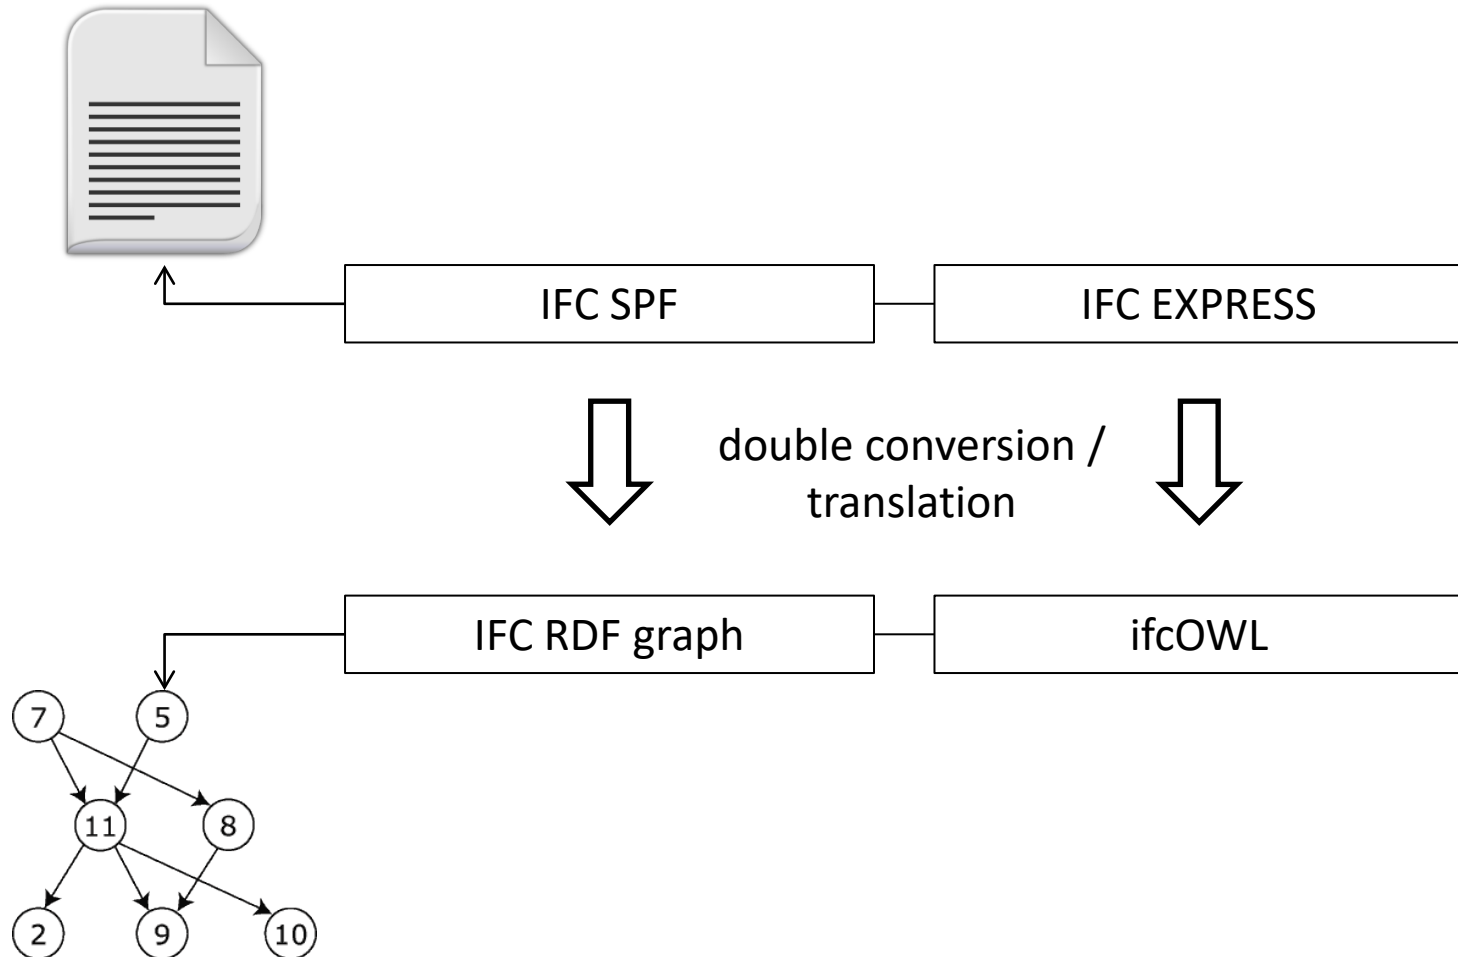 IFC SPF
IFC EXPRESS
double conversion /
translation
IFC RDF graph
ifcOWL
7
5
11
8
2
9
10